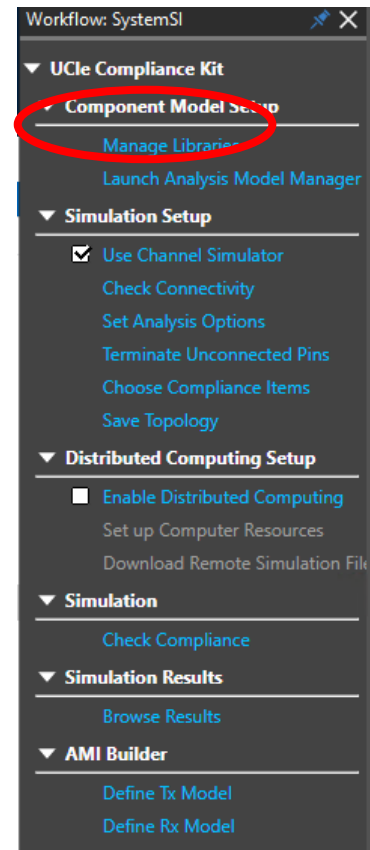 Workflow: SystemSI
UCIe Compliance Kit
Component Model Setup
Manage Libraries
Launch Analysis Model Manager
Simulation Setup
Use Channel Simulator
Check Connectivity
Set Analysis Options
Terminate Unconnected Pins
Choose Compliance Items
Save Topology
Distributed Computing Setup
Enable Distributed Computing
Set up Computer Resources
Download Remote Simulation File
Simulation
Check Compliance
Simulation Results
Browse Results
AMI Builder
Define Tx Model
Define Rx Model